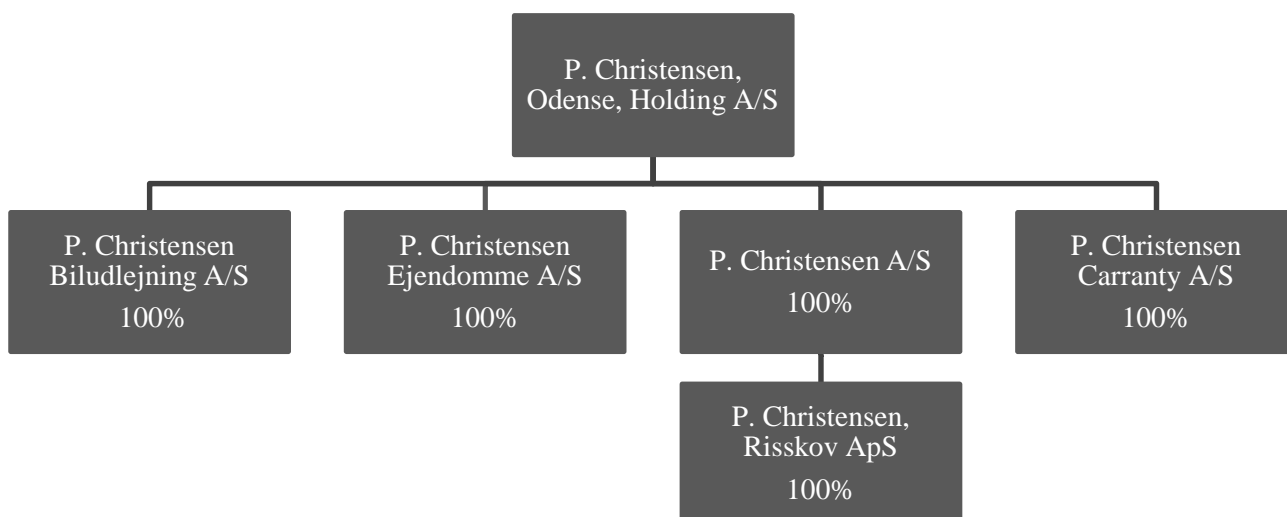 P. Christensen,
Odense, Holding A/S
P. Christensen
Biludlejning A/S
100%
P. Christensen
Ejendomme A/S
100%
P. Christensen A/S
100%
P. Christensen
Carranty A/S
100%
P. Christensen,
Risskov ApS
100%